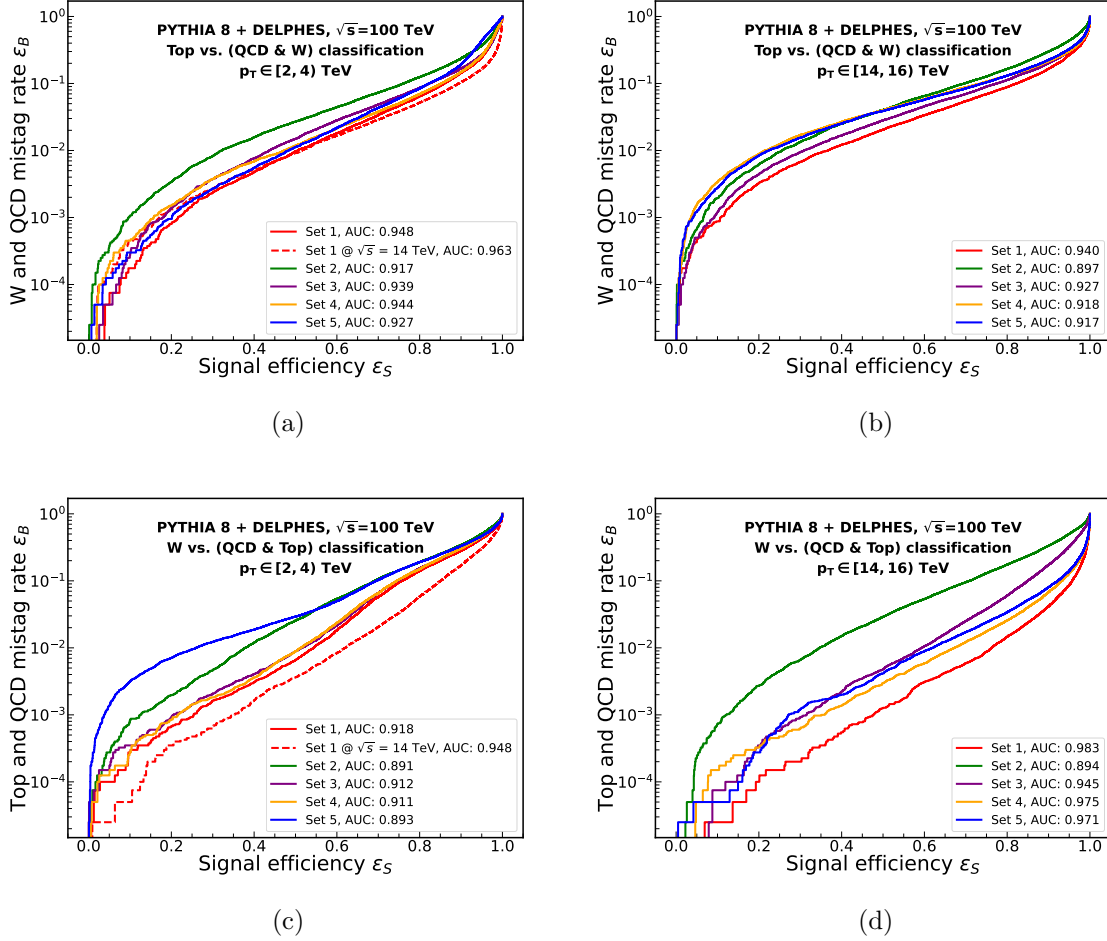 PYTHIA 8 + DELPHES, √s=100 TeV
Top vs. (QCD & W) classification
p_T ∈ [2, 4) TeV
W and QCD mistag rate ε_B
10^0
10^−1
10^−2
10^−3
10^−4
Set 1, AUC: 0.948
Set 1 @ √s = 14 TeV, AUC: 0.963
Set 2, AUC: 0.917
Set 3, AUC: 0.939
Set 4, AUC: 0.944
Set 5, AUC: 0.927
0.0 0.2 0.4 0.6 0.8 1.0
Signal efficiency ε_S
(a)
PYTHIA 8 + DELPHES, √s=100 TeV
Top vs. (QCD & W) classification
p_T ∈ [14, 16) TeV
W and QCD mistag rate ε_B
10^0
10^−1
10^−2
10^−3
10^−4
Set 1, AUC: 0.940
Set 2, AUC: 0.897
Set 3, AUC: 0.927
Set 4, AUC: 0.918
Set 5, AUC: 0.917
0.0 0.2 0.4 0.6 0.8 1.0
Signal efficiency ε_S
(b)
PYTHIA 8 + DELPHES, √s=100 TeV
W vs. (QCD & Top) classification
p_T ∈ [2, 4) TeV
Top and QCD mistag rate ε_B
10^0
10^−1
10^−2
10^−3
10^−4
Set 1, AUC: 0.918
Set 1 @ √s = 14 TeV, AUC: 0.948
Set 2, AUC: 0.891
Set 3, AUC: 0.912
Set 4, AUC: 0.911
Set 5, AUC: 0.893
0.0 0.2 0.4 0.6 0.8 1.0
Signal efficiency ε_S
(c)
PYTHIA 8 + DELPHES, √s=100 TeV
W vs. (QCD & Top) classification
p_T ∈ [14, 16) TeV
Top and QCD mistag rate ε_B
10^0
10^−1
10^−2
10^−3
10^−4
Set 1, AUC: 0.983
Set 2, AUC: 0.894
Set 3, AUC: 0.945
Set 4, AUC: 0.975
Set 5, AUC: 0.971
0.0 0.2 0.4 0.6 0.8 1.0
Signal efficiency ε_S
(d)